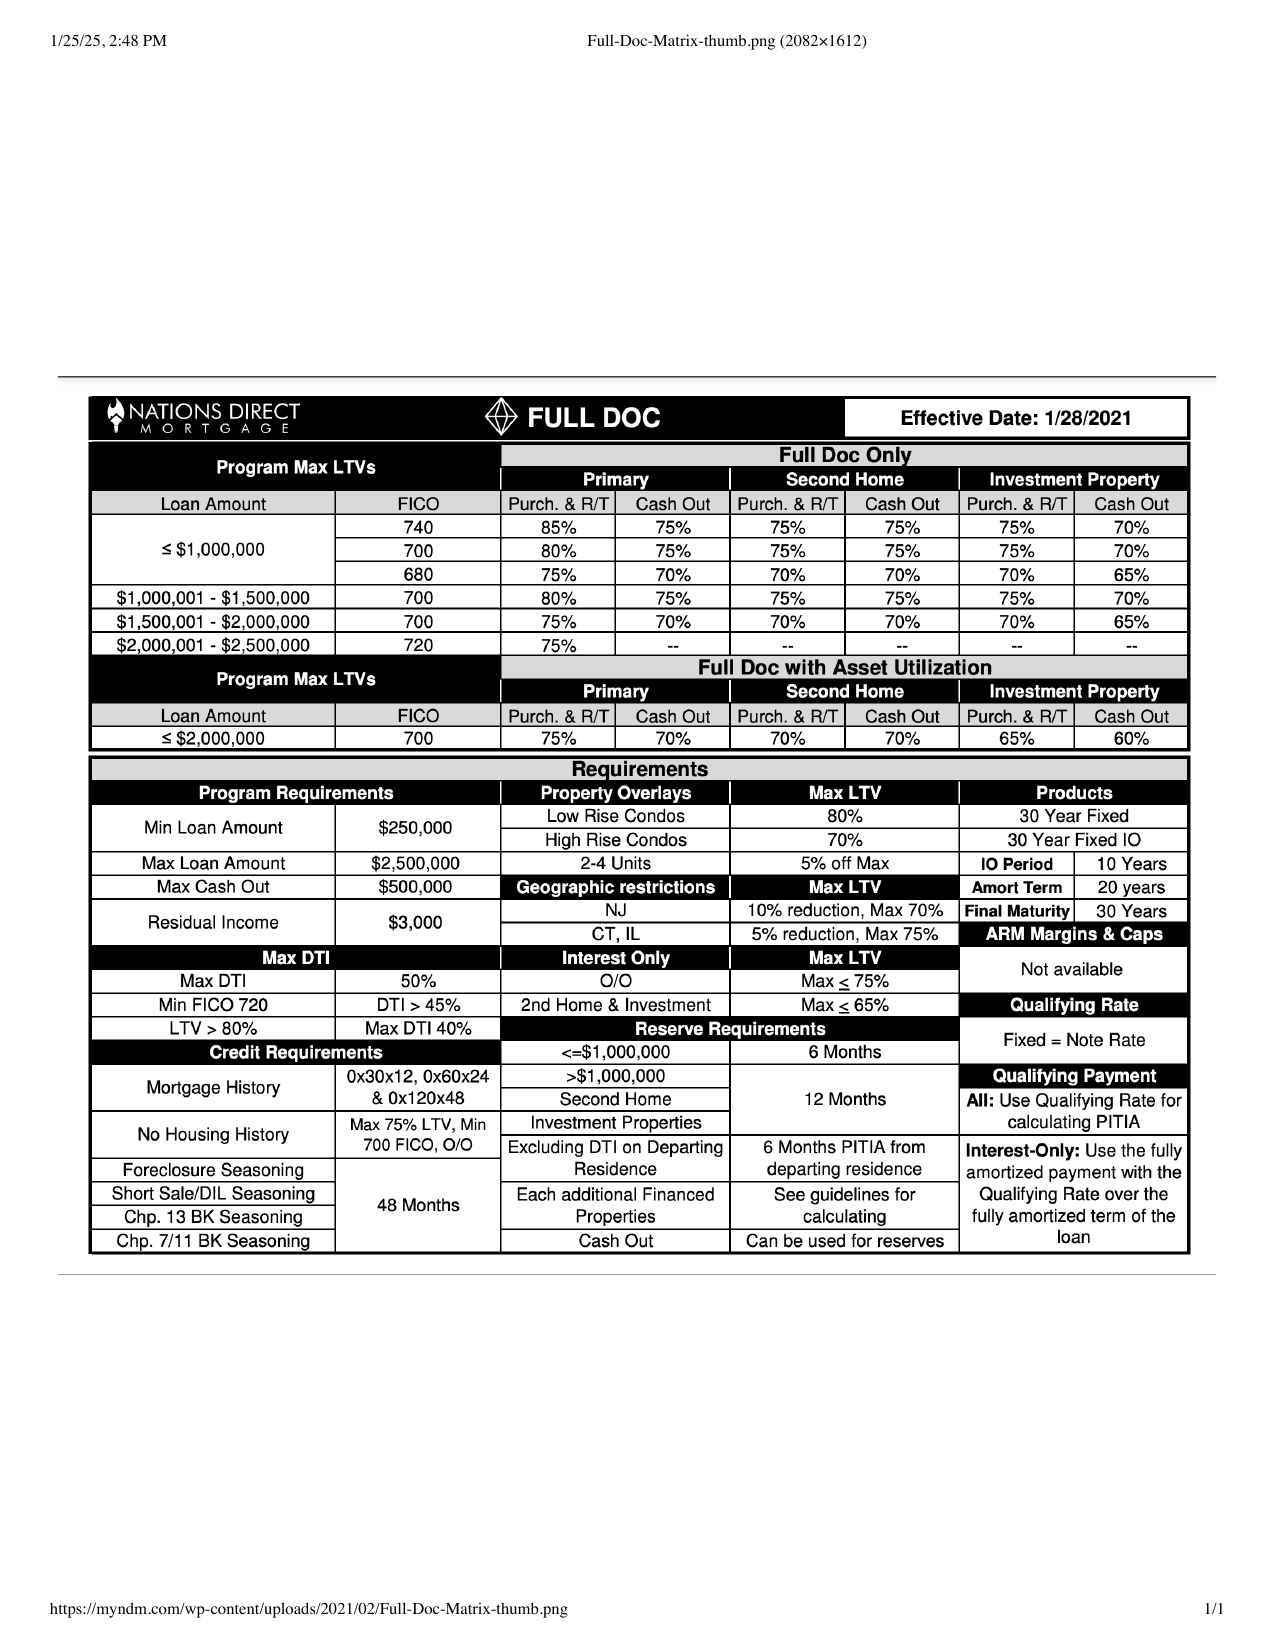 1/25/25, 2:48 PM Full-Doc-Matrix-thumb.png (2082×1612)
NATIONS DIRECT
MORTGAGE
FULL DOC
Effective Date: 1/28/2021
Program Max LTVs
Full Doc Only
Primary Second Home Investment Property
Loan Amount FICO Purch. & R/T Cash Out Purch. & R/T Cash Out Purch. & R/T Cash Out
≤ $1,000,000
740 85% 75% 75% 75% 75% 70%
700 80% 75% 75% 75% 75% 70%
680 75% 70% 70% 70% 70% 65%
$1,000,001 - $1,500,000 700 80% 75% 75% 75% 75% 70%
$1,500,001 - $2,000,000 700 75% 70% 70% 70% 70% 65%
$2,000,001 - $2,500,000 720 75% -- -- -- -- --
Program Max LTVs
Full Doc with Asset Utilization
Primary Second Home Investment Property
Loan Amount FICO Purch. & R/T Cash Out Purch. & R/T Cash Out Purch. & R/T Cash Out
≤ $2,000,000 700 75% 70% 70% 70% 65% 60%
Requirements
Program Requirements
Min Loan Amount $250,000
Max Loan Amount $2,500,000
Max Cash Out $500,000
Residual Income $3,000
Max DTI
Max DTI 50%
Min FICO 720 DTI > 45%
LTV > 80% Max DTI 40%
Credit Requirements
Mortgage History
0x30x12, 0x60x24
& 0x120x48
No Housing History
Max 75% LTV, Min
700 FICO, O/O
Foreclosure Seasoning
Short Sale/DIL Seasoning
Chp. 13 BK Seasoning
Chp. 7/11 BK Seasoning
48 Months
Property Overlays Max LTV
Low Rise Condos 80%
High Rise Condos 70%
2-4 Units 5% off Max
Geographic restrictions Max LTV
NJ 10% reduction, Max 70%
CT, IL 5% reduction, Max 75%
Interest Only Max LTV
O/O Max ≤ 75%
2nd Home & Investment Max ≤ 65%
Reserve Requirements
<=$1,000,000 6 Months
>$1,000,000
Second Home
Investment Properties
12 Months
Excluding DTI on Departing
Residence
6 Months PITIA from
departing residence
Each additional Financed
Properties
See guidelines for
calculating
Cash Out Can be used for reserves
Products
30 Year Fixed
30 Year Fixed IO
IO Period 10 Years
Amort Term 20 years
Final Maturity 30 Years
ARM Margins & Caps
Not available
Qualifying Rate
Fixed = Note Rate
Qualifying Payment
All: Use Qualifying Rate for
calculating PITIA
Interest-Only: Use the fully
amortized payment with the
Qualifying Rate over the
fully amortized term of the
loan
https://myndm.com/wp-content/uploads/2021/02/Full-Doc-Matrix-thumb.png 1/1